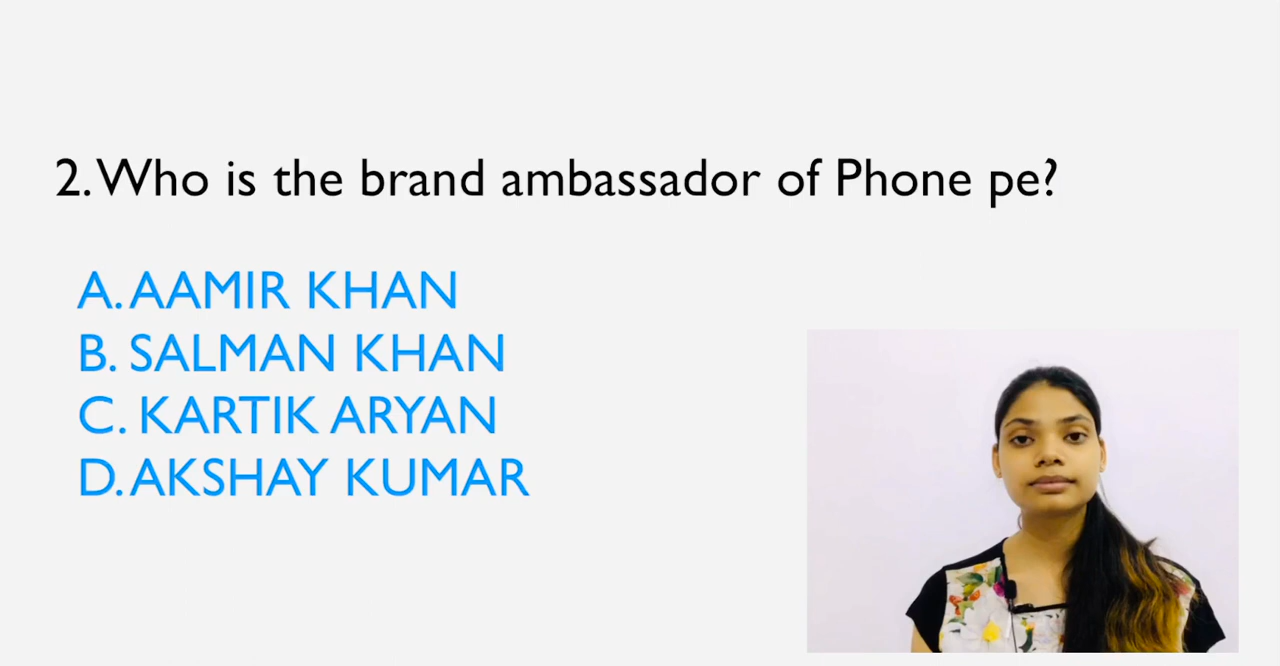 2. Who is the brand ambassador of Phone pe?
A. AAMIR KHAN
B. SALMAN KHAN
C. KARTIK ARYAN
D. AKSHAY KUMAR